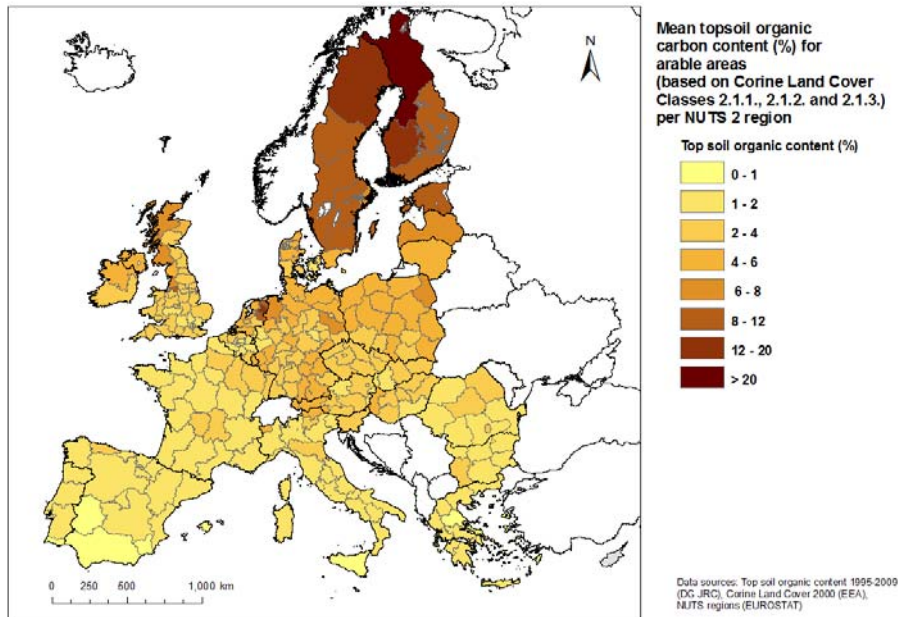 Mean topsoil organic
carbon content (%) for
arable areas
(based on Corine Land Cover
Classes 2.1.1., 2.1.2. and 2.1.3.)
per NUTS 2 region
N
Top soil organic content (%)
0 - 1
1 - 2
2 - 4
4 - 6
6 - 8
8 - 12
12 - 20
> 20
0 250 500 1,000 km
Data sources: Top soil organic content 1995-2009
(DG JRC), Corine Land Cover 2000 (EEA),
NUTS regions (EUROSTAT)